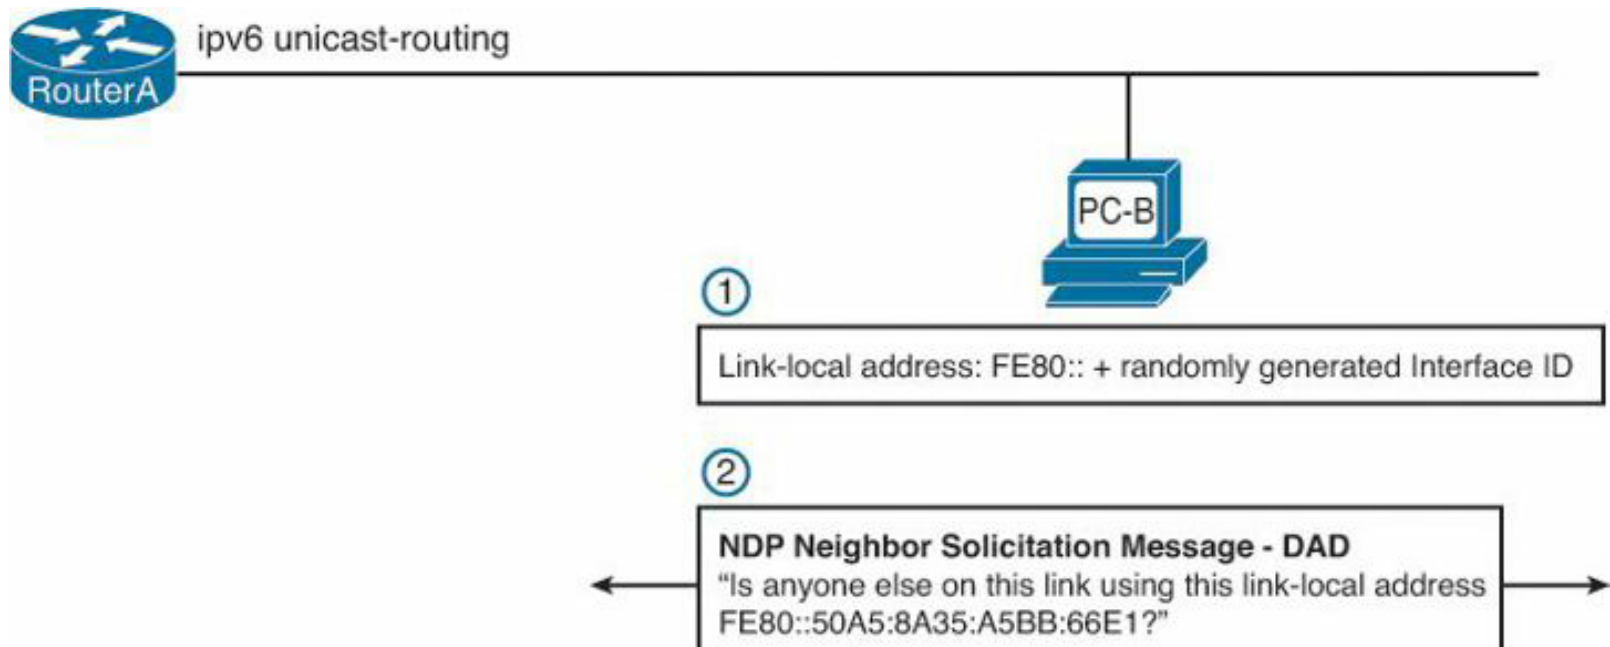 ipv6 unicast-routing
RouterA
PC-B
1
Link-local address: FE80:: + randomly generated Interface ID
2
NDP Neighbor Solicitation Message - DAD
“Is anyone else on this link using this link-local address
FE80::50A5:8A35:A5BB:66E1?”